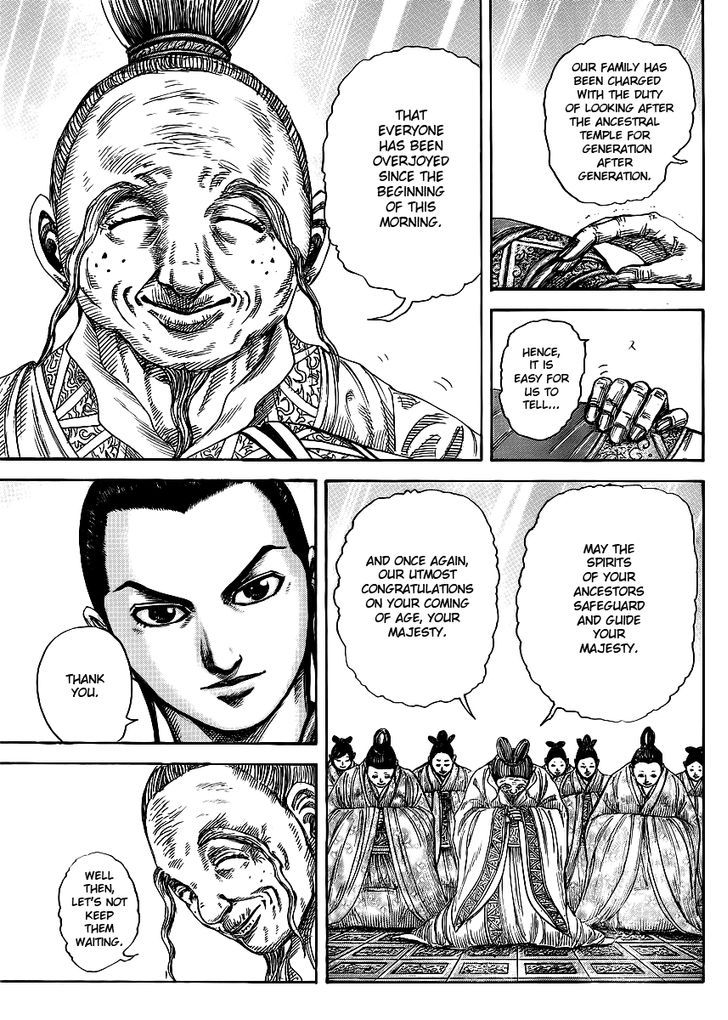 OUR FAMILY HAS
BEEN CHARGED
WITH THE DUTY
OF LOOKING AFTER
THE ANCESTRAL
TEMPLE FOR
GENERATION
AFTER
GENERATION.
HENCE,
IT IS
EASY FOR
US TO
TELL...
THAT
EVERYONE
HAS BEEN
OVERJOYED
SINCE THE
BEGINNING
OF THIS
MORNING.
MAY THE
SPIRITS
OF YOUR
ANCESTORS
SAFEGUARD
AND GUIDE
YOUR
MAJESTY.
AND ONCE AGAIN,
OUR UTMOST
CONGRATULATIONS
ON YOUR COMING
OF AGE, YOUR
MAJESTY.
THANK
YOU.
WELL
THEN,
LET'S NOT
KEEP
THEM
WAITING.